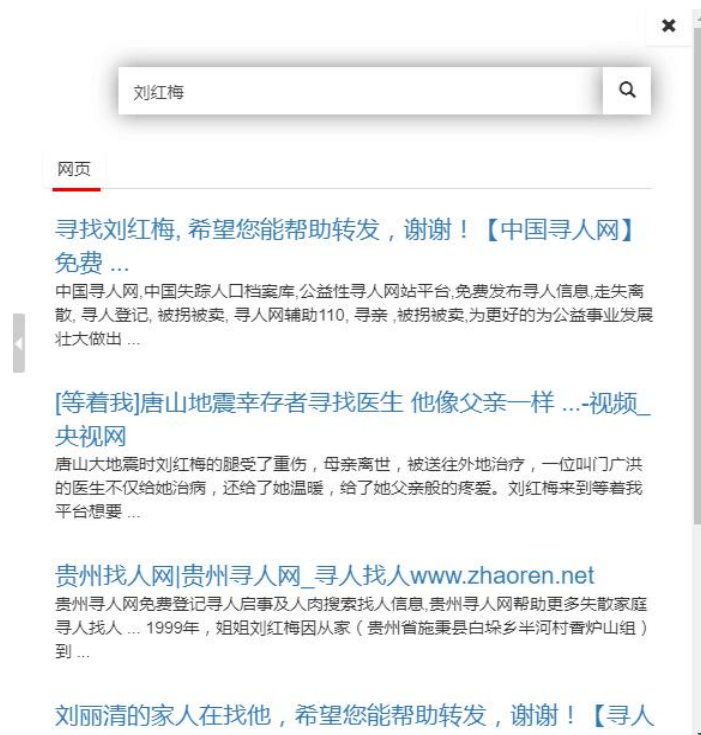 刘红梅
网页
寻找刘红梅, 希望您能帮助转发，谢谢！【中国寻人网】
免费 ...
中国寻人网,中国失踪人口档案库,公益性寻人网站平台,免费发布寻人信息,走失离
散, 寻人登记, 被拐被卖, 寻人网辅助110, 寻亲 ,被拐被卖,为更好的为公益事业发展
壮大做出 ...
[等着我]唐山地震幸存者寻找医生 他像父亲一样 ...-视频_
央视网
唐山大地震时刘红梅的腿受了重伤，母亲离世，被送往外地治疗，一位叫门广洪
的医生不仅给她治病，还给了她温暖，给了她父亲般的疼爱。刘红梅来到等着我
平台想要 ...
贵州找人网|贵州寻人网_寻人找人www.zhaoren.net
贵州寻人网免费登记寻人启事及人肉搜索找人信息,贵州寻人网帮助更多失散家庭
寻人找人 ... 1999年，姐姐刘红梅因从家（贵州省施秉县白垛乡半河村香炉山组）
到 ...
刘丽清的家人在找他，希望您能帮助转发，谢谢！【寻人